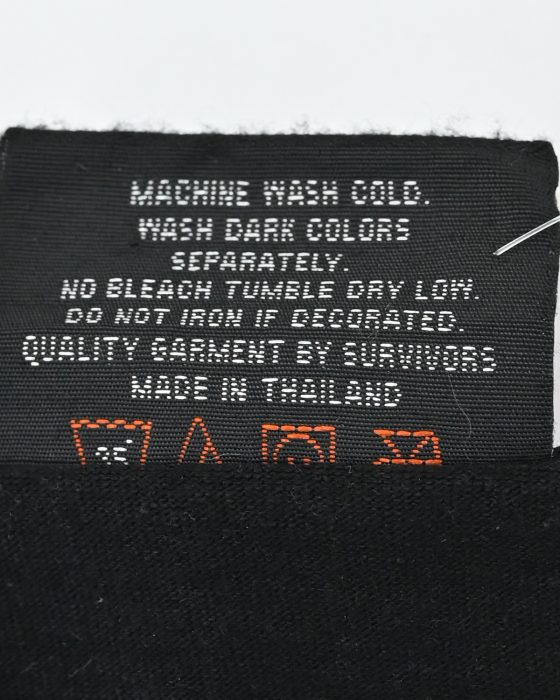 MACHINE WASH COLD.
WASH DARK COLORS
SEPARATELY.
NO BLEACH TUMBLE DRY LOW.
DO NOT IRON IF DECORATED.
QUALITY GARMENT BY SURVIVORS
MADE IN THAILAND